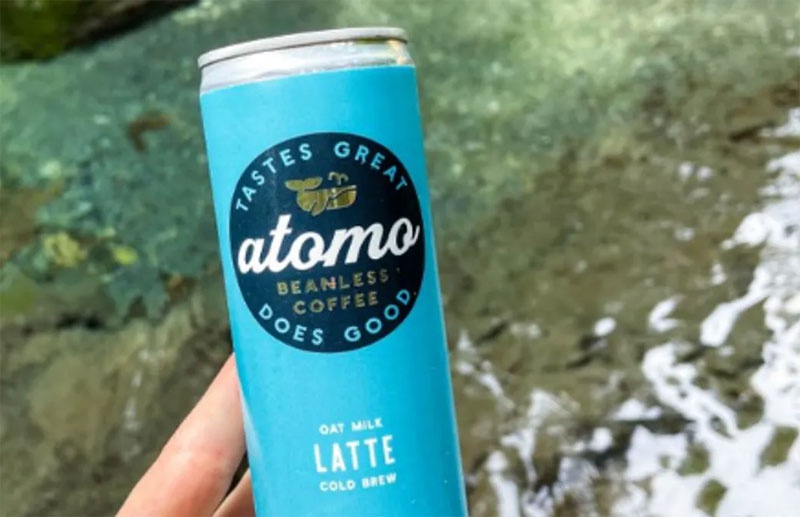 TASTES GREAT
atomo
BEANLESS
COFFEE
DOES GOOD
OAT MILK
LATTE
COLD BREW